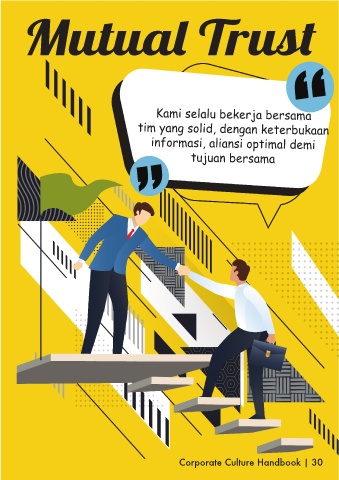 Mutual Trust
Kami selalu bekerja bersama
tim yang solid, dengan keterbukaan
informasi, aliansi optimal demi
tujuan bersama
Corporate Culture Handbook | 30